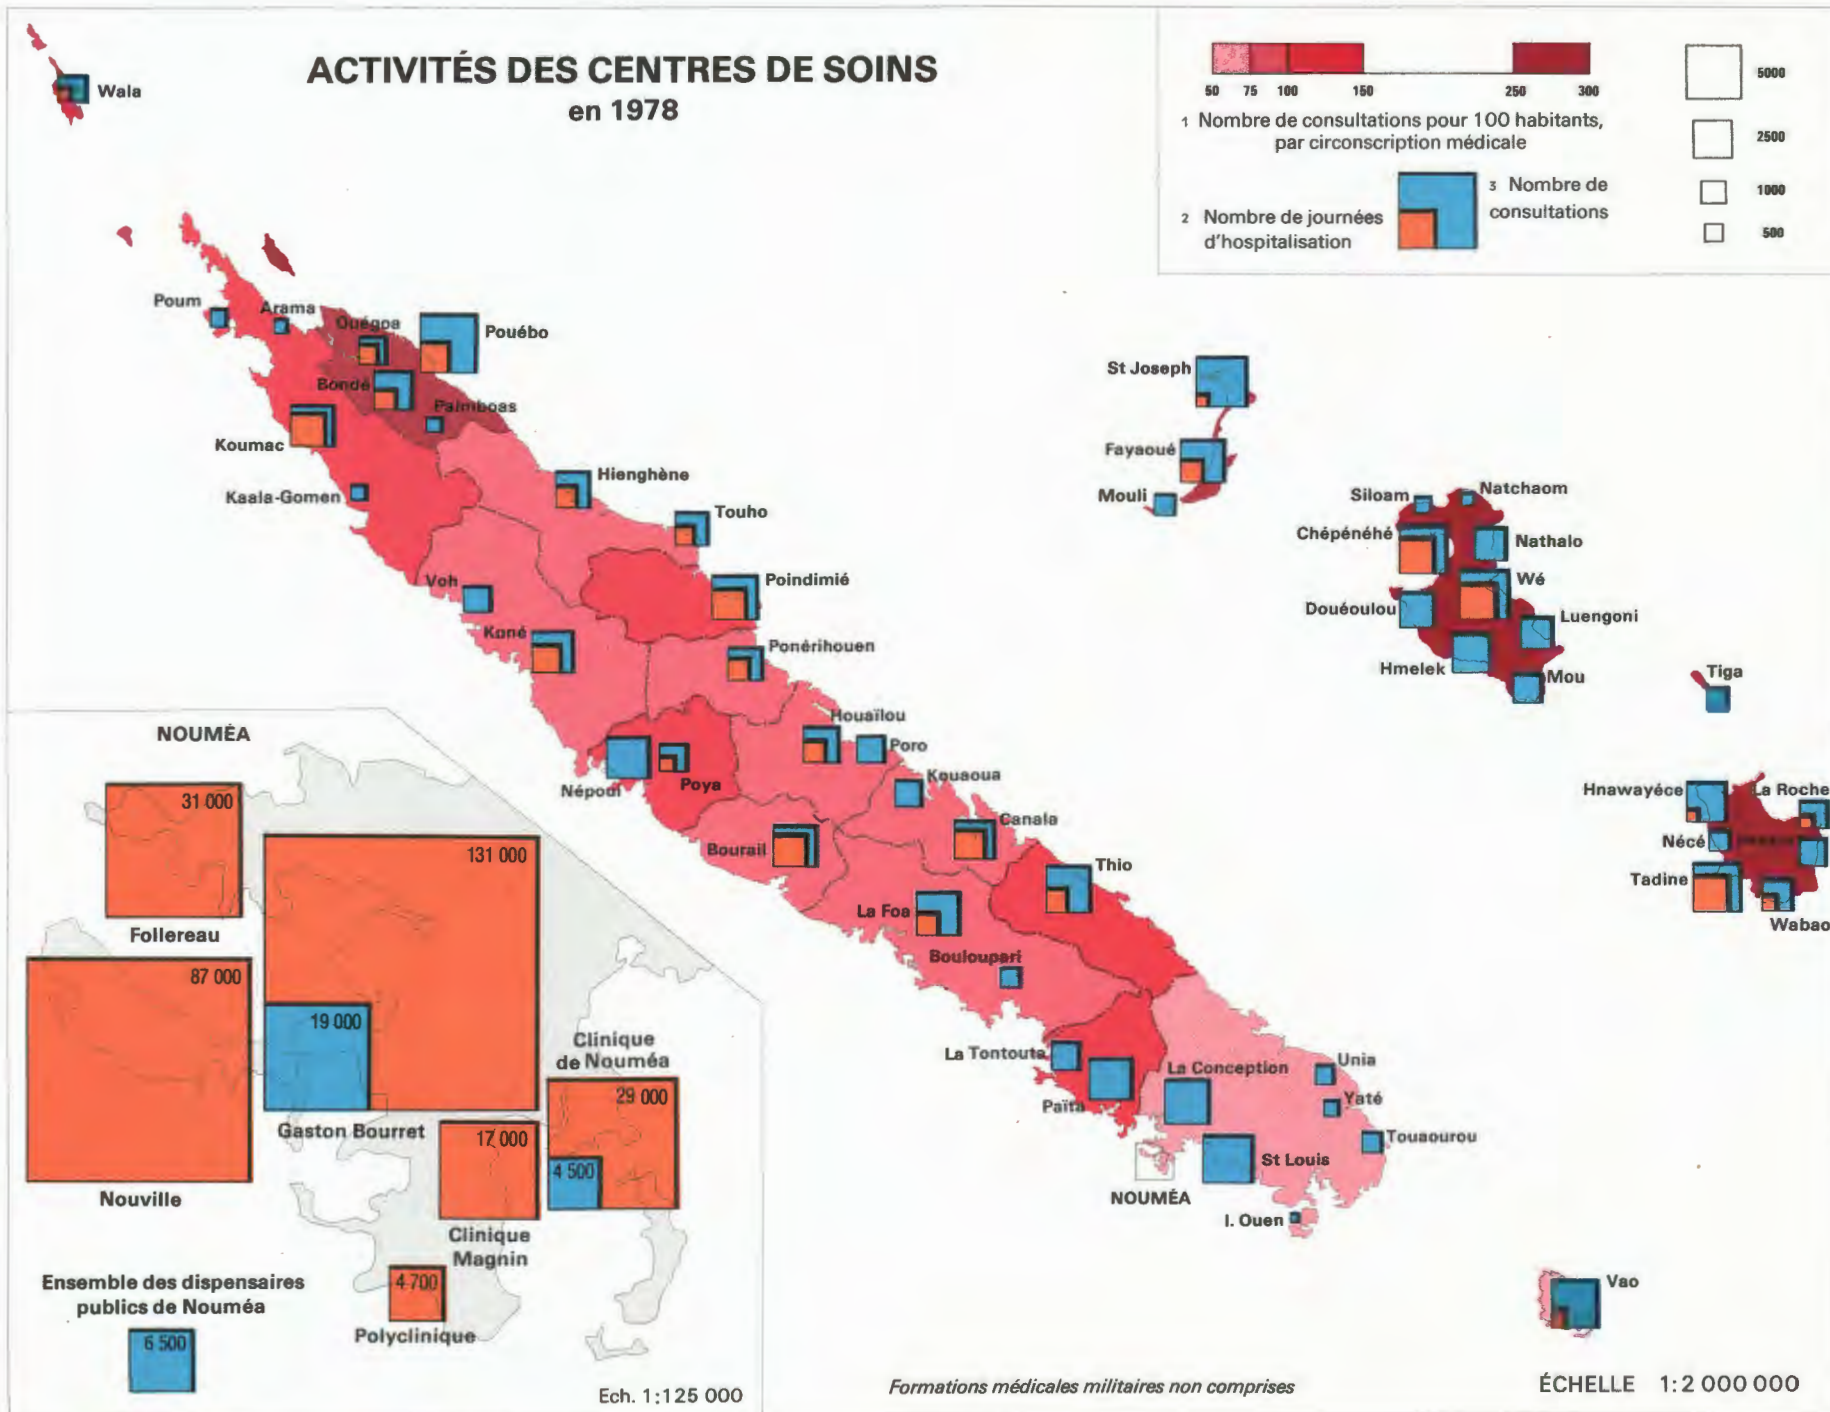 ACTIVITÉS DES CENTRES DE SOINS
en 1978
50 75 100 150 250 300
1 Nombre de consultations pour 100 habitants,
par circonscription médicale
2 Nombre de journées
d'hospitalisation
3 Nombre de
consultations
5000
2500
1000
500
Wala
Poum
Arama
Ouégoa
Pouébo
Bondé
Palmboas
Koumac
Kaala-Gomen
Hienghène
Touho
Voh
Poindimié
Koné
Ponérihouen
Houaïlou
Poro
Népoui
Poya
Kouaoua
Canala
Bourail
Thio
La Foa
Bouloupari
La Tontouta
Païta
La Conception
Unia
Yaté
Touaourou
St Louis
NOUMÉA
I. Ouen
Vao
St Joseph
Fayaoué
Mouli
Siloam
Natchaom
Chépénéhé
Nathalo
Wé
Douéoulou
Luengoni
Hmelek
Mou
Tiga
Hnawayéce
La Roche
Nécé
Tadine
Wabao
NOUMÉA
31 000
Follereau
131 000
87 000
19 000
Nouville
Gaston Bourret
Clinique
de Nouméa
29 000
17 000
4 500
Clinique
Magnin
4 700
Polyclinique
Ensemble des dispensaires
publics de Nouméa
6 500
Ech. 1:125 000
Formations médicales militaires non comprises
ÉCHELLE 1:2 000 000